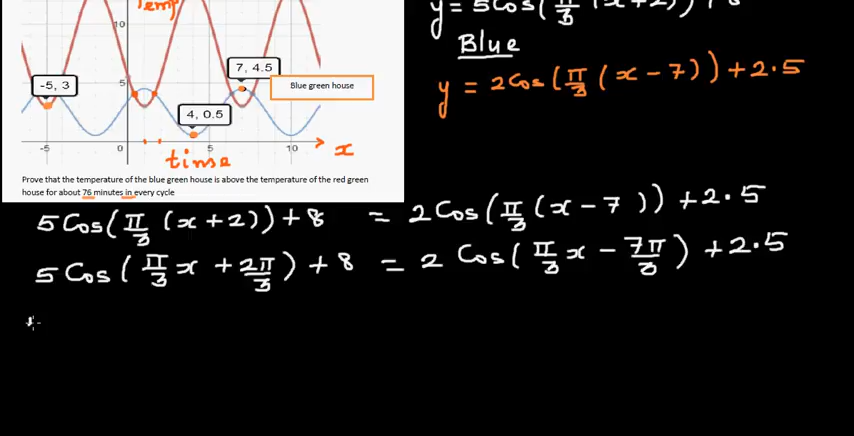 Temp
y = 5Cos(π/3 (x+2)) + 8
Blue
y = 2Cos(π/3 (x - 7)) + 2.5
10
5
-5, 3
7, 4.5
4, 0.5
Blue green house
-5 0 5 10
x
time
Prove that the temperature of the blue green house is above the temperature of the red green
house for about 76 minutes in every cycle
5Cos(π/3 (x+2)) + 8 = 2Cos(π/3 (x - 7)) + 2.5
5Cos(π/3 x + 2π/3) + 8 = 2 Cos(π/3 x - 7π/3) + 2.5